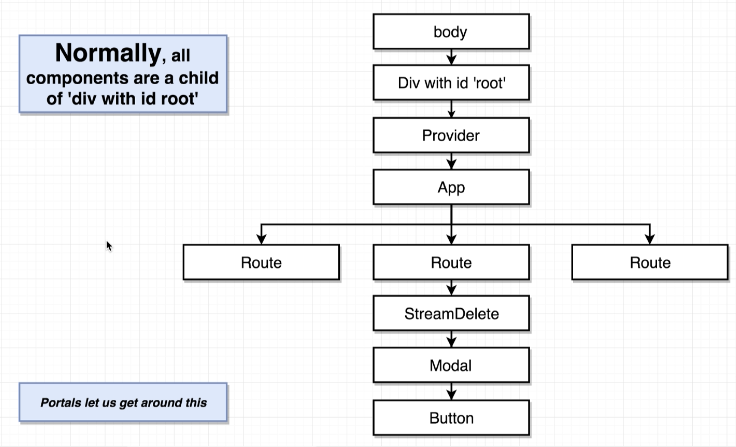 Normally, all
components are a child
of 'div with id root'
body
Div with id 'root'
Provider
App
Route
Route
Route
StreamDelete
Modal
Button
Portals let us get around this